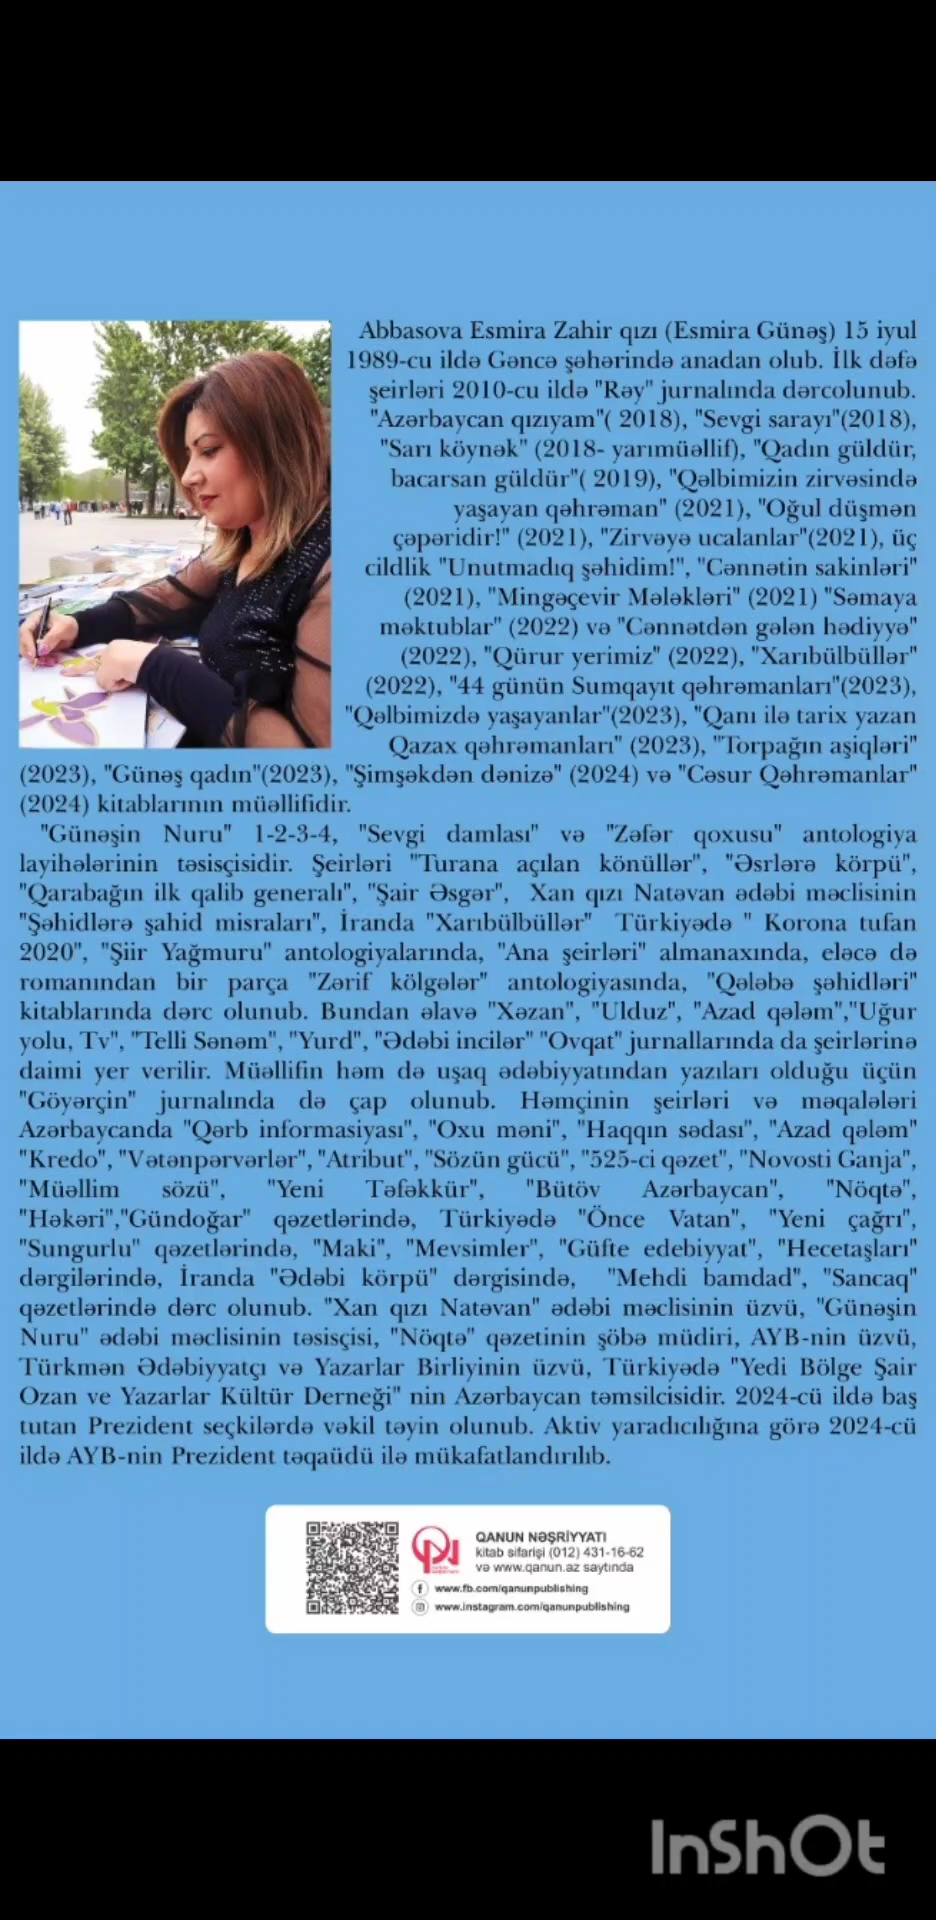 Abbasova Esmira Zahir qızı (Esmira Günəş) 15 iyul
1989-cu ildə Gəncə şəhərində anadan olub. İlk dəfə
şeirləri 2010-cu ildə "Rəy" jurnalında dərcolunub.
"Azərbaycan qızıyam"( 2018), "Sevgi sarayı"(2018),
"Sarı köynək" (2018- yarımüəllif), "Qadın güldür,
bacarsan güldür"( 2019), "Qəlbimizin zirvəsində
yaşayan qəhrəman" (2021), "Oğul düşmən
çəpəridir!" (2021), "Zirvəyə ucalanlar"(2021), üç
cildlik "Unutmadıq şəhidim!", "Cənnətin sakinləri"
(2021), "Mingəçevir Mələkləri" (2021) "Səmaya
məktublar" (2022) və "Cənnətdən gələn hədiyyə"
(2022), "Qürur yerimiz" (2022), "Xarıbülbüllər"
(2022), "44 günün Sumqayıt qəhrəmanları"(2023),
"Qəlbimizdə yaşayanlar"(2023), "Qanı ilə tarix yazan
Qazax qəhrəmanları" (2023), "Torpağın aşiqləri"
(2023), "Günəş qadın"(2023), "Şimşəkdən dənizə" (2024) və "Cəsur Qəhrəmanlar"
(2024) kitablarının müəllifidir.
"Günəşin Nuru" 1-2-3-4, "Sevgi damlası" və "Zəfər qoxusu" antologiya
layihələrinin təsisçisidir. Şeirləri "Turana açılan könüllər", "Əsrlərə körpü",
"Qarabağın ilk qalib generalı", "Şair Əsgər", Xan qızı Natəvan ədəbi məclisinin
"Şəhidlərə şahid misraları", İranda "Xarıbülbüllər" Türkiyədə " Korona tufan
2020", "Şiir Yağmuru" antologiyalarında, "Ana şeirləri" almanaxında, eləcə də
romanından bir parça "Zərif kölgələr" antologiyasında, "Qələbə şəhidləri"
kitablarında dərc olunub. Bundan əlavə "Xəzan", "Ulduz", "Azad qələm","Uğur
yolu, Tv", "Telli Sənəm", "Yurd", "Ədəbi incilər" "Ovqat" jurnallarında da şeirlərinə
daimi yer verilir. Müəllifin həm də uşaq ədəbiyyatından yazıları olduğu üçün
"Göyərçin" jurnalında də çap olunub. Həmçinin şeirləri və məqalələri
Azərbaycanda "Qərb informasiyası", "Oxu məni", "Haqqın sədası", "Azad qələm"
"Kredo", "Vətənpərvərlər", "Atribut", "Sözün gücü", "525-ci qəzet", "Novosti Ganja",
"Müəllim sözü", "Yeni Təfəkkür", "Bütöv Azərbaycan", "Nöqtə",
"Həkəri","Gündoğar" qəzetlərində, Türkiyədə "Önce Vatan", "Yeni çağrı",
"Sungurlu" qəzetlərində, "Maki", "Mevsimler", "Güfte edebiyyat", "Hecetaşları"
dərgilərində, İranda "Ədəbi körpü" dərgisində, "Mehdi bamdad", "Sancaq"
qəzetlərində dərc olunub. "Xan qızı Natəvan" ədəbi məclisinin üzvü, "Günəşin
Nuru" ədəbi məclisinin təsisçisi, "Nöqtə" qəzetinin şöbə müdiri, AYB-nin üzvü,
Türkmən Ədəbiyyatçı və Yazarlar Birliyinin üzvü, Türkiyədə "Yedi Bölge Şair
Ozan ve Yazarlar Kültür Derneği" nin Azərbaycan təmsilcisidir. 2024-cü ildə baş
tutan Prezident seçkilərdə vəkil təyin olunub. Aktiv yaradıcılığına görə 2024-cü
ildə AYB-nin Prezident təqaüdü ilə mükafatlandırılıb.
QANUN NƏŞRİYYATI
kitab sifarişi (012) 431-16-62
və www.qanun.az saytında
www.fb.com/qanunpublishing
www.instagram.com/qanunpublishing
InShOt